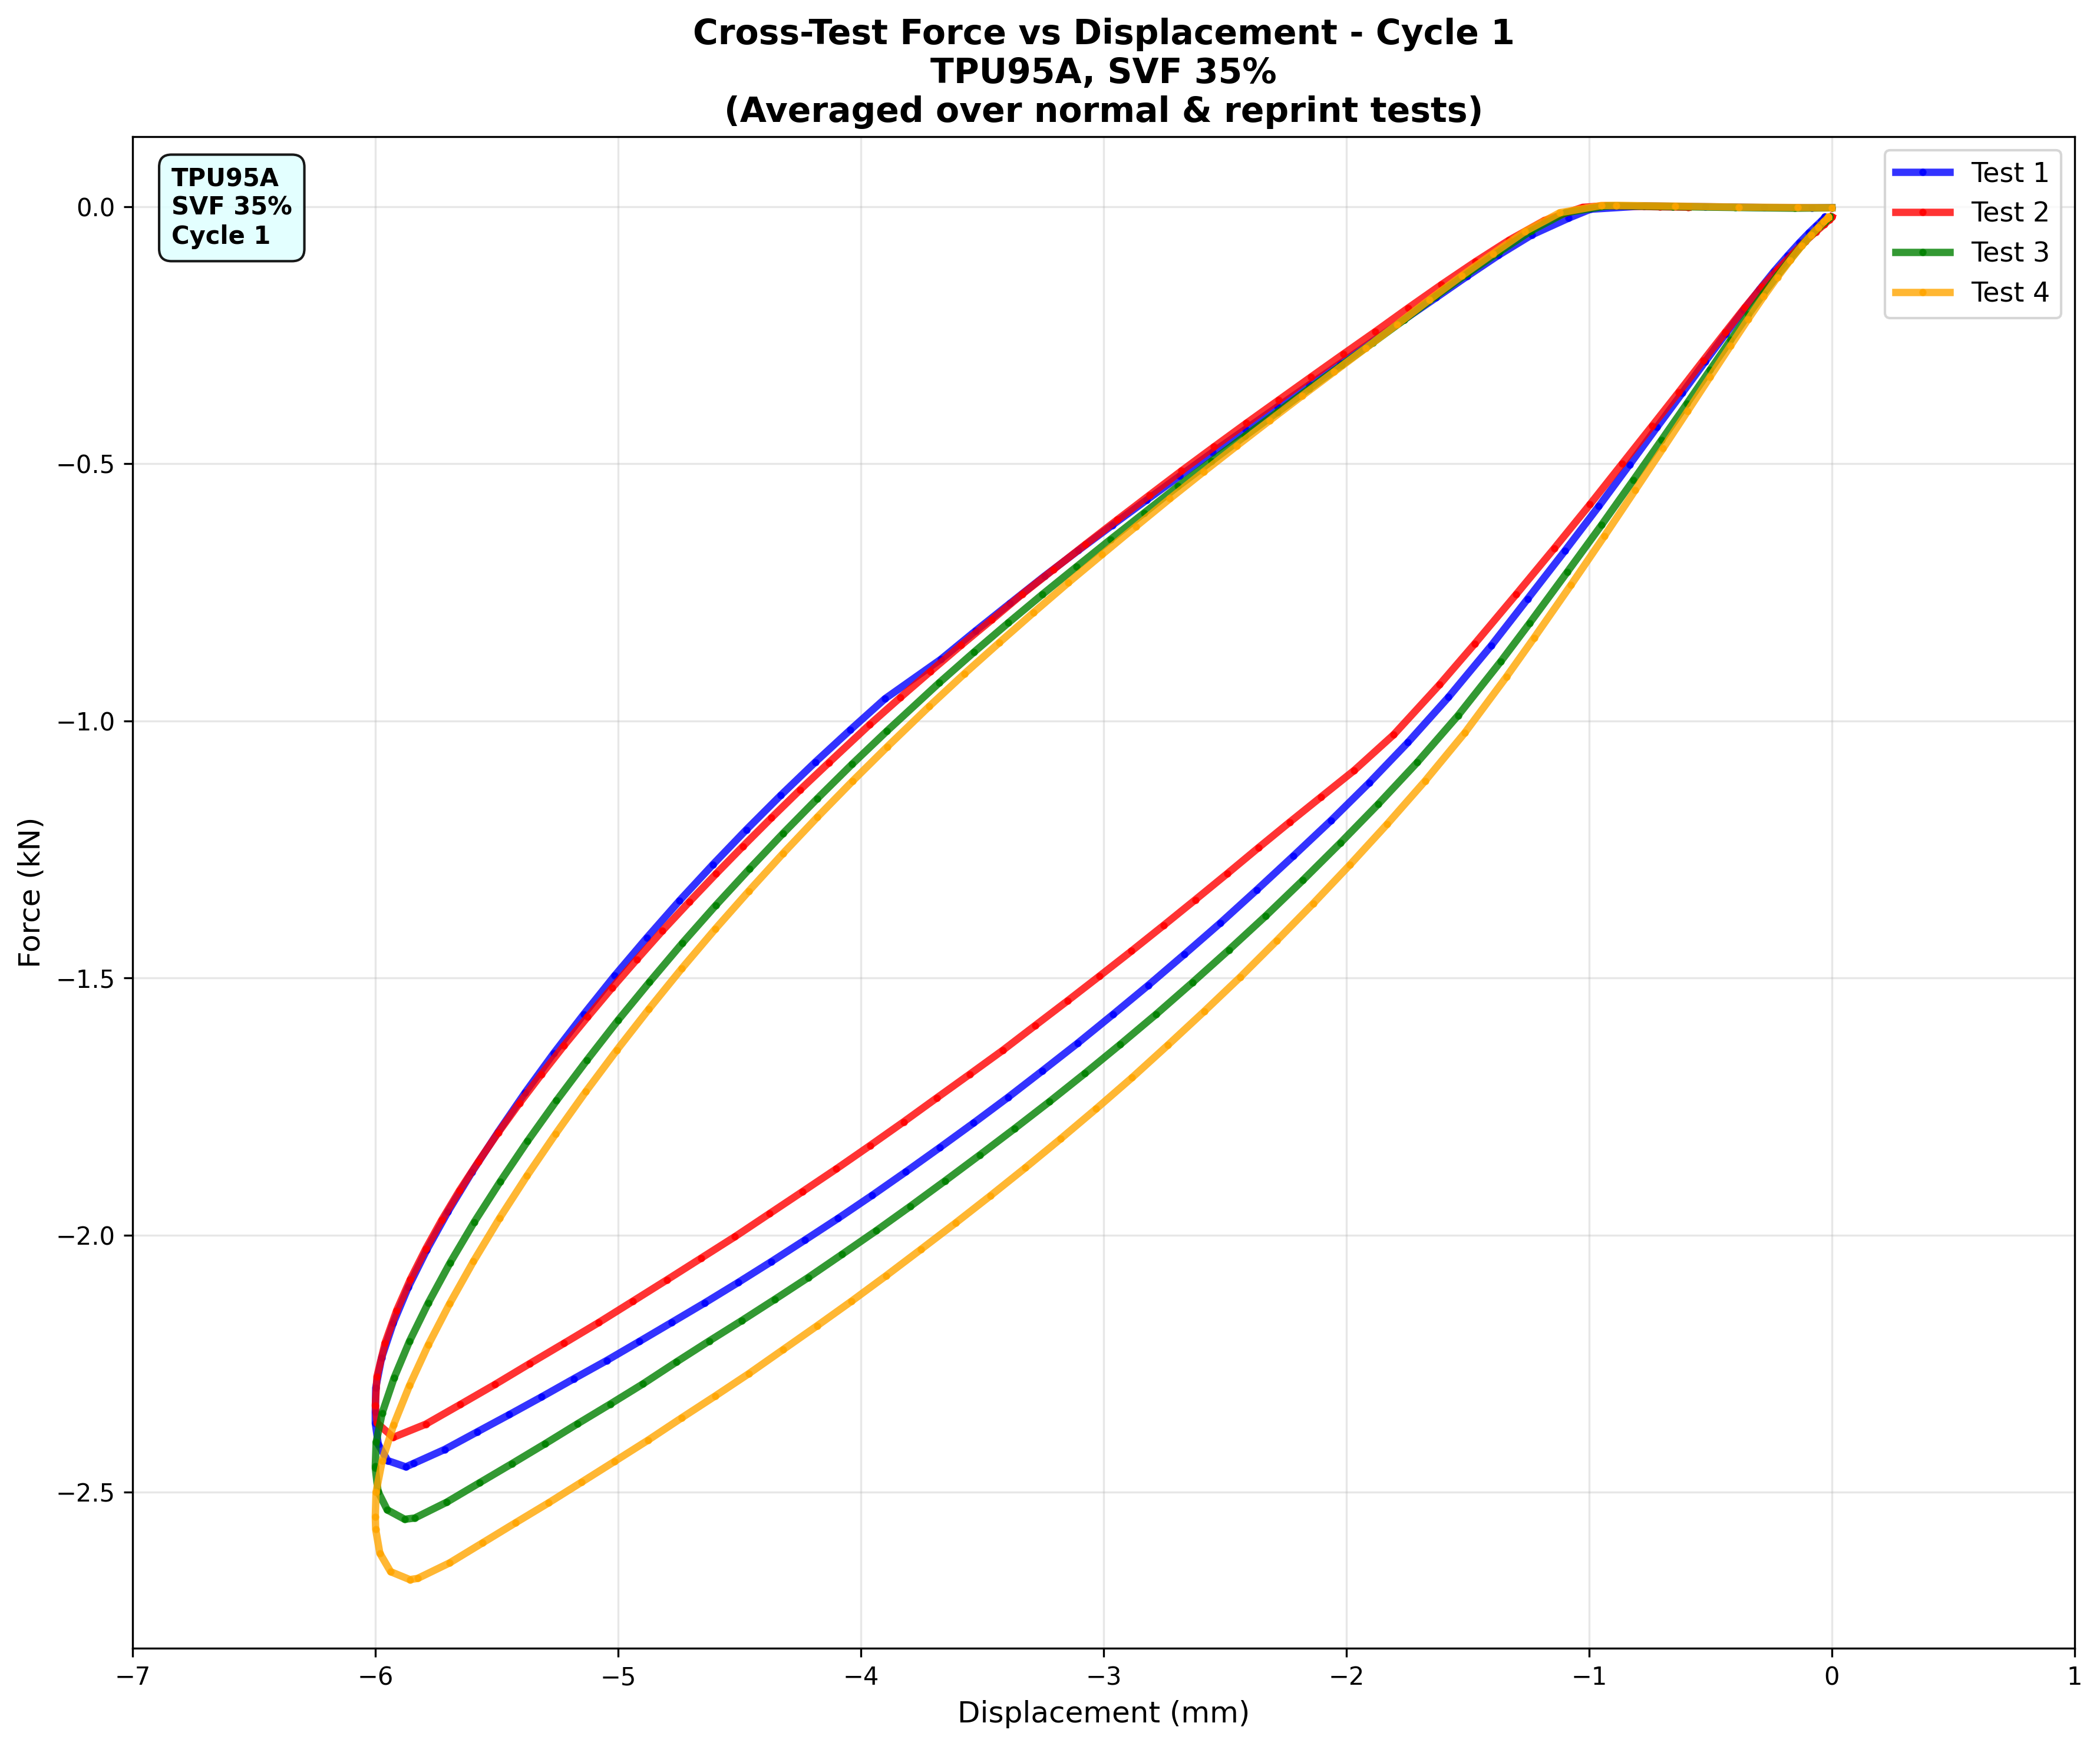 Cross-Test Force vs Displacement - Cycle 1
TPU95A, SVF 35%
(Averaged over normal & reprint tests)
TPU95A
SVF 35%
Cycle 1
Test 1
Test 2
Test 3
Test 4
0.0
−0.5
−1.0
−1.5
−2.0
−2.5
Force (kN)
−7
−6
−5
−4
−3
−2
−1
0
1
Displacement (mm)